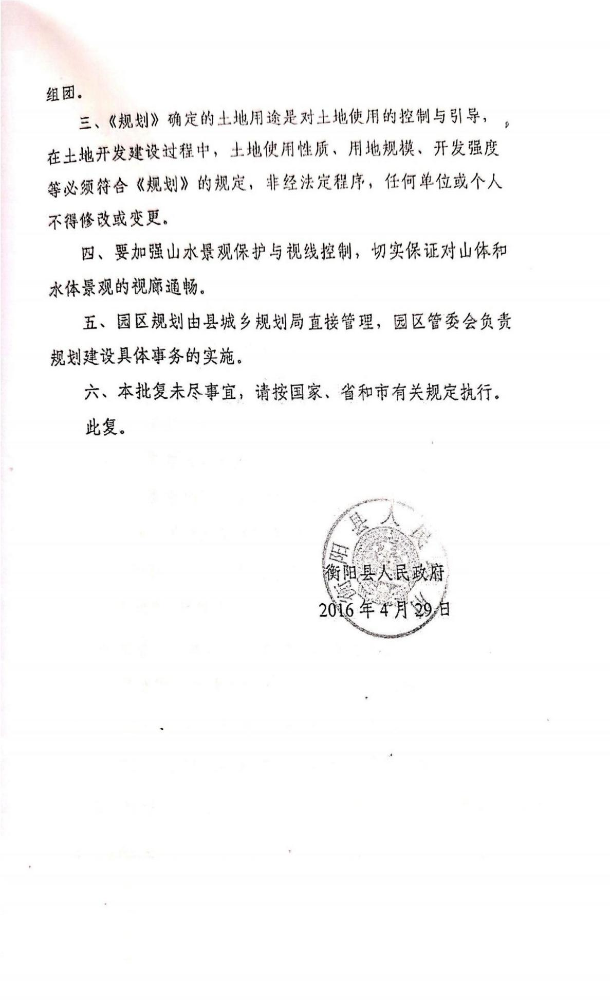 组团。
三、《规划》确定的土地用途是对土地使用的控制与引导，
在土地开发建设过程中，土地使用性质、用地规模、开发强度
等必须符合《规划》的规定，非经法定程序，任何单位或个人
不得修改或变更。
四、要加强山水景观保护与视线控制，切实保证对山体和
水体景观的视廊通畅。
五、园区规划由县城乡规划局直接管理，园区管委会负责
规划建设具体事务的实施。
六、本批复未尽事宜，请按国家、省和市有关规定执行。
此复。
衡阳县人民
衡阳县人民政府
2016年4月29日